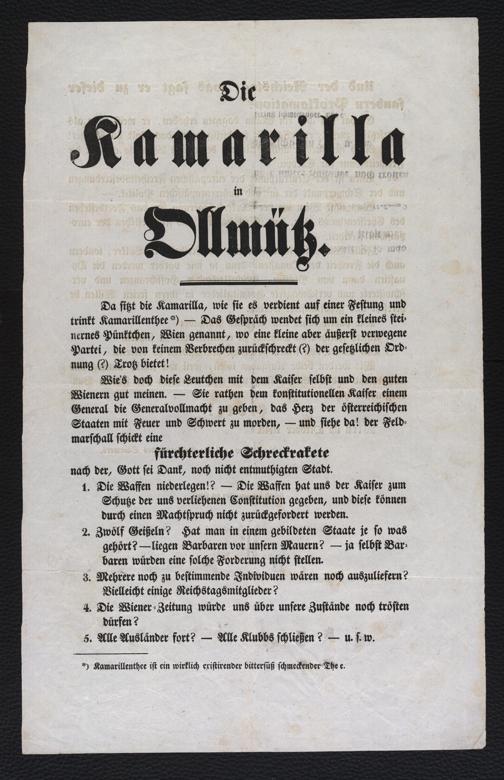 Die
Kamarilla
in
Ollmütz.
Da sitzt die Kamarilla, wie sie es verdient auf einer Festung und
trinkt Kamarillenthee*) — Das Gespräch wendet sich um ein kleines stei-
nernes Pünktchen, Wien genannt, wo eine kleine aber äußerst verwegene
Partei, die von keinem Verbrechen zurückschreckt (?) der gesetzlichen Ord-
nung (?) Trotz bietet!
Wie's doch diese Leutchen mit dem Kaiser selbst und den guten
Wienern gut meinen. — Sie rathen dem konstitutionellen Kaiser einem
General die Generalvollmacht zu geben, das Herz der österreichischen
Staaten mit Feuer und Schwert zu morden, — und siehe da! der Feld-
marschall schickt eine
fürchterliche Schreckrakete
nach der, Gott sei Dank, noch nicht entmuthigten Stadt.
1. Die Waffen niederlegen!? — Die Waffen hat uns der Kaiser zum
Schutze der uns verliehenen Constitution gegeben, und diese können
durch einen Machtspruch nicht zurückgefordert werden.
2. Zwölf Geißeln? Hat man in einem gebildeten Staate je so was
gehört? — liegen Barbaren vor unsern Mauern? — ja selbst Bar-
baren würden eine solche Forderung nicht stellen.
3. Mehrere noch zu bestimmende Individuen wären noch auszuliefern?
Vielleicht einige Reichstagsmitglieder?
4. Die Wiener-Zeitung würde uns über unsere Zustände noch trösten
dürfen?
5. Alle Ausländer fort? — Alle Klubbs schließen? — u. s. w.
*) Kamarillenthee ist ein wirklich existirender bittersüß schmeckender Thee.